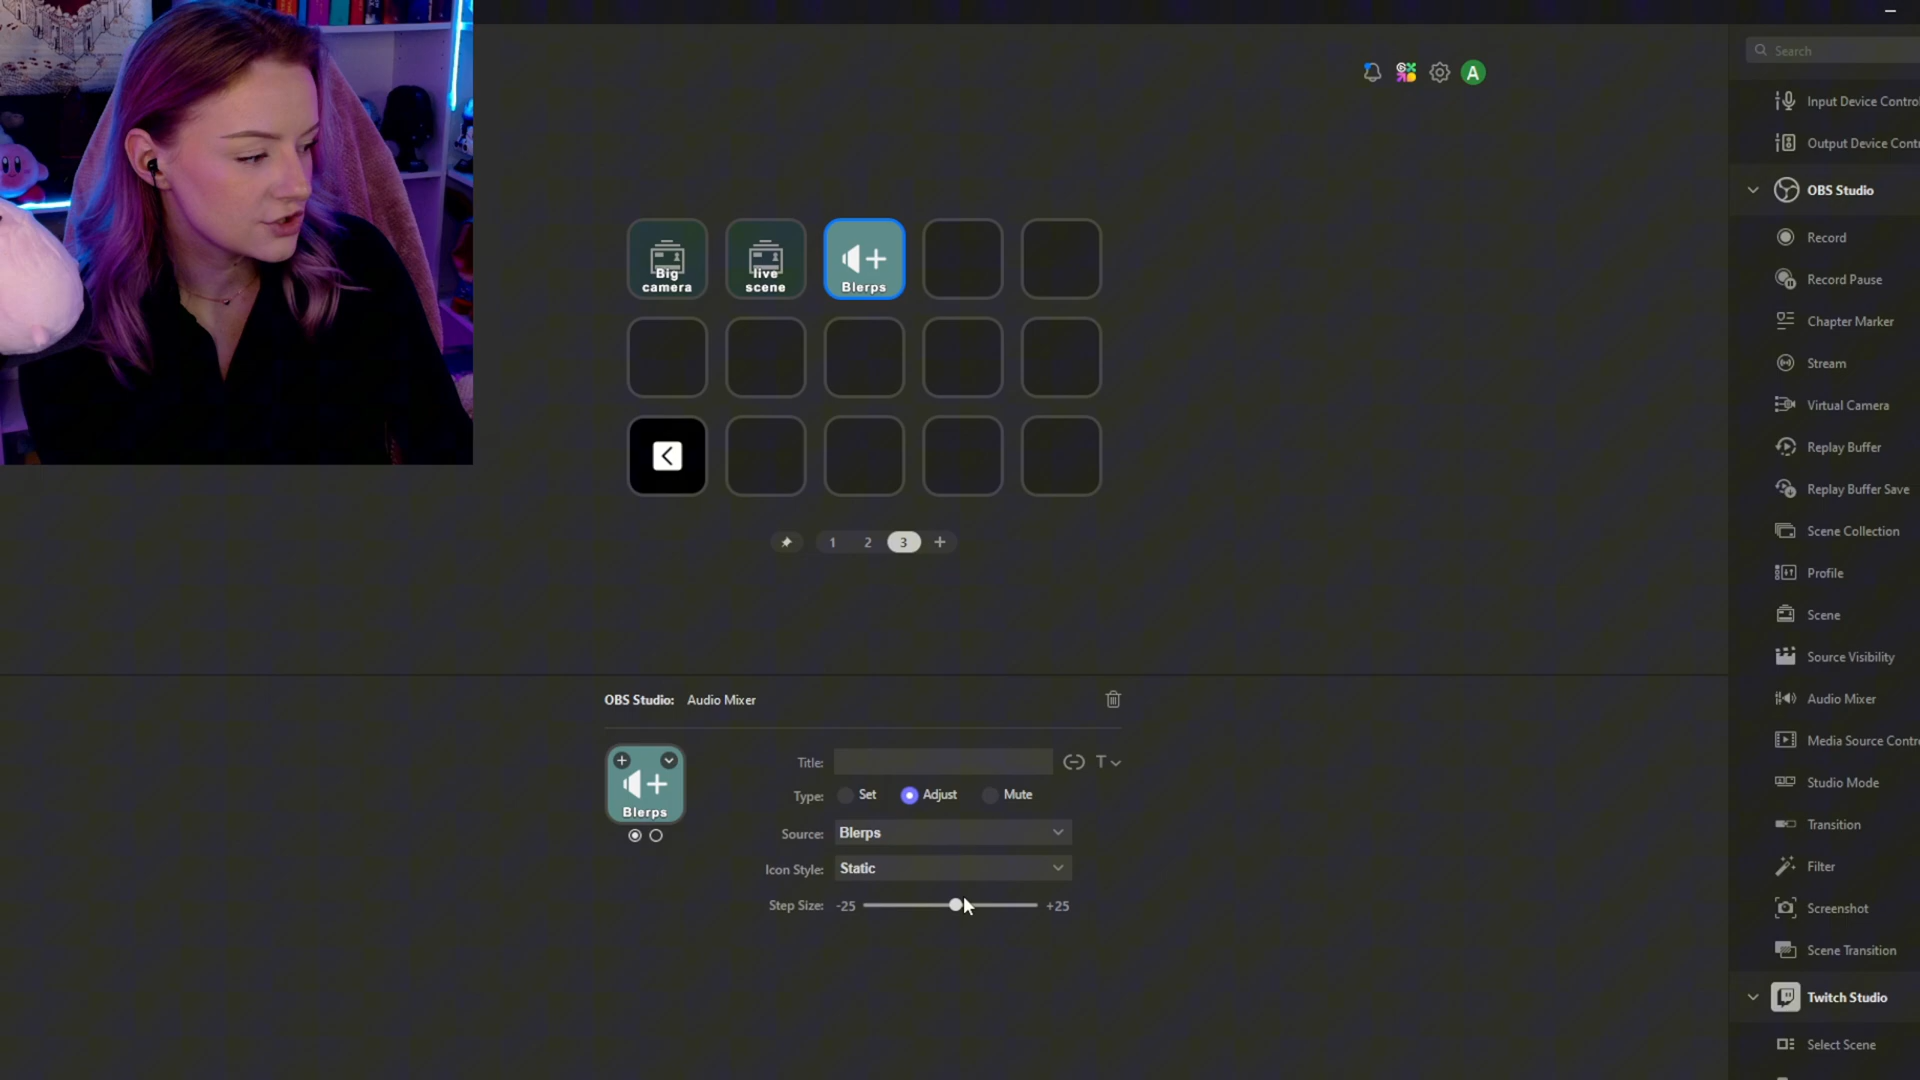 Search
A
Input Device Control
Output Device Contr
OBS Studio
Record
Record Pause
Chapter Marker
Stream
Virtual Camera
Replay Buffer
Replay Buffer Save
Scene Collection
Profile
Scene
Source Visibility
Audio Mixer
Media Source Contr
Studio Mode
Transition
Filter
Screenshot
Scene Transition
Twitch Studio
Select Scene
Big
camera
live
scene
Blerps
1 2 3 +
OBS Studio: Audio Mixer
Blerps
Title: T
Type: Set Adjust Mute
Source: Blerps
Icon Style: Static
Step Size: -25 +25